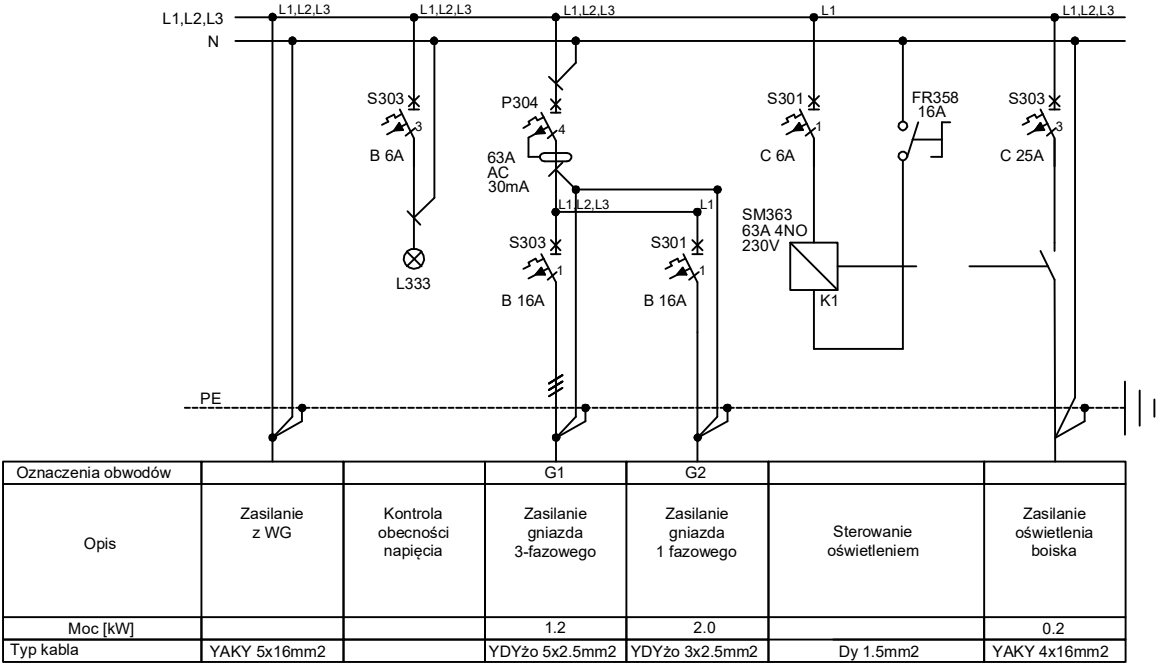 L1,L2,L3
L1,L2,L3
L1,L2,L3
L1,L2,L3
L1
L1,L2,L3
N
S303
3
B 6A
L333
P304
4
63A
AC
30mA
L1,L2,L3
L1
S303
1
B 16A
S301
1
B 16A
S301
1
C 6A
SM363
63A 4NO
230V
K1
FR358
16A
S303
3
C 25A
PE
Oznaczenia obwodów
G1
G2
Opis
Zasilanie
z WG
Kontrola
obecności
napięcia
Zasilanie
gniazda
3-fazowego
Zasilanie
gniazda
1 fazowego
Sterowanie
oświetleniem
Zasilanie
oświetlenia
boiska
Moc [kW]
1.2
2.0
0.2
Typ kabla
YAKY 5x16mm2
YDYżo 5x2.5mm2
YDYżo 3x2.5mm2
Dy 1.5mm2
YAKY 4x16mm2